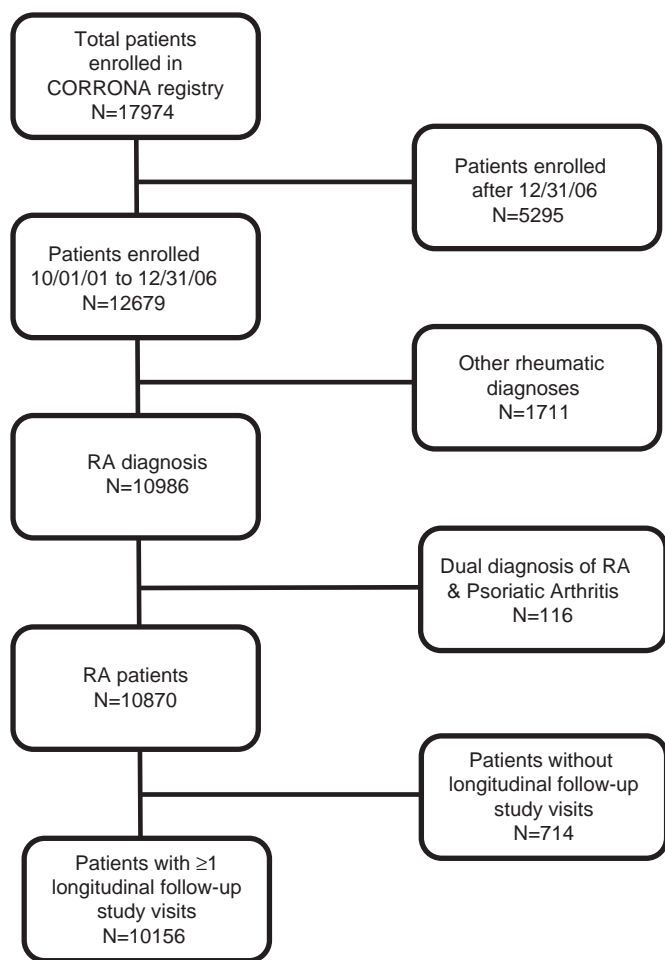 Total patients
enrolled in
CORRONA registry
N=17974
Patients enrolled
after 12/31/06
N=5295
Patients enrolled
10/01/01 to 12/31/06
N=12679
Other rheumatic
diagnoses
N=1711
RA diagnosis
N=10986
Dual diagnosis of RA
& Psoriatic Arthritis
N=116
RA patients
N=10870
Patients without
longitudinal follow-up
study visits
N=714
Patients with ≥1
longitudinal follow-up
study visits
N=10156